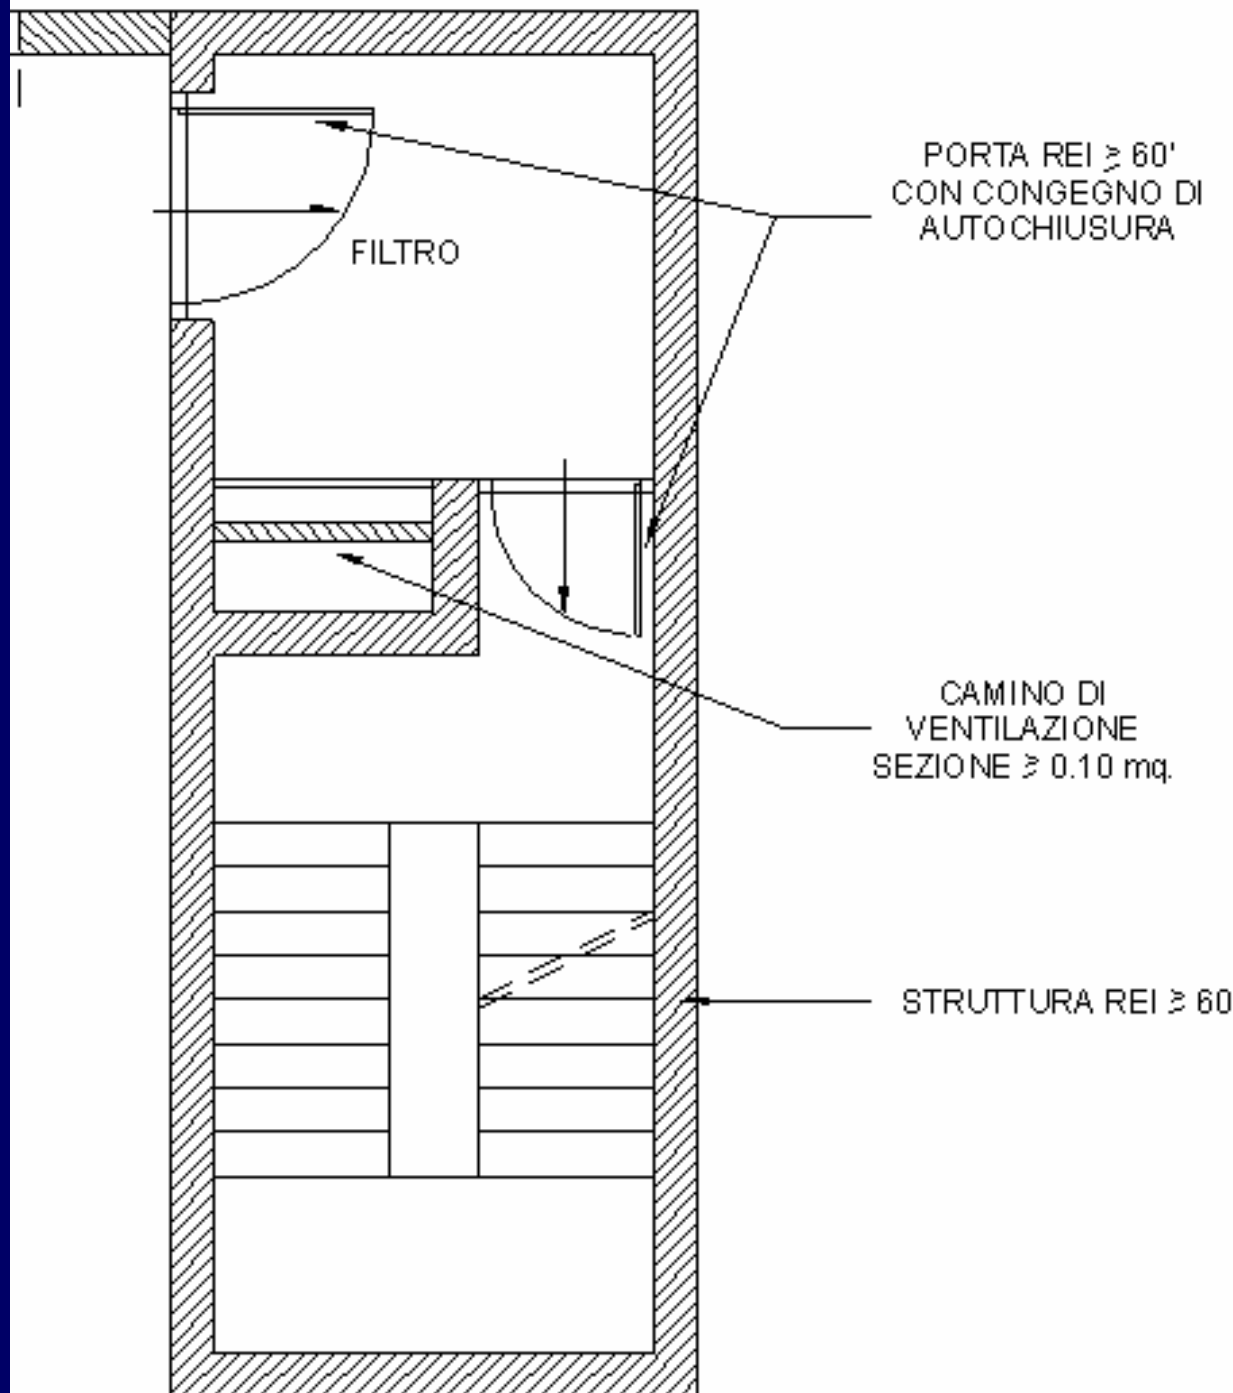 PORTA REI ≥ 60'
CON CONGEGNO DI
AUTOCHIUSURA
FILTRO
CAMINO DI
VENTILAZIONE
SEZIONE ≥ 0.10 mq.
STRUTTURA REI ≥ 60